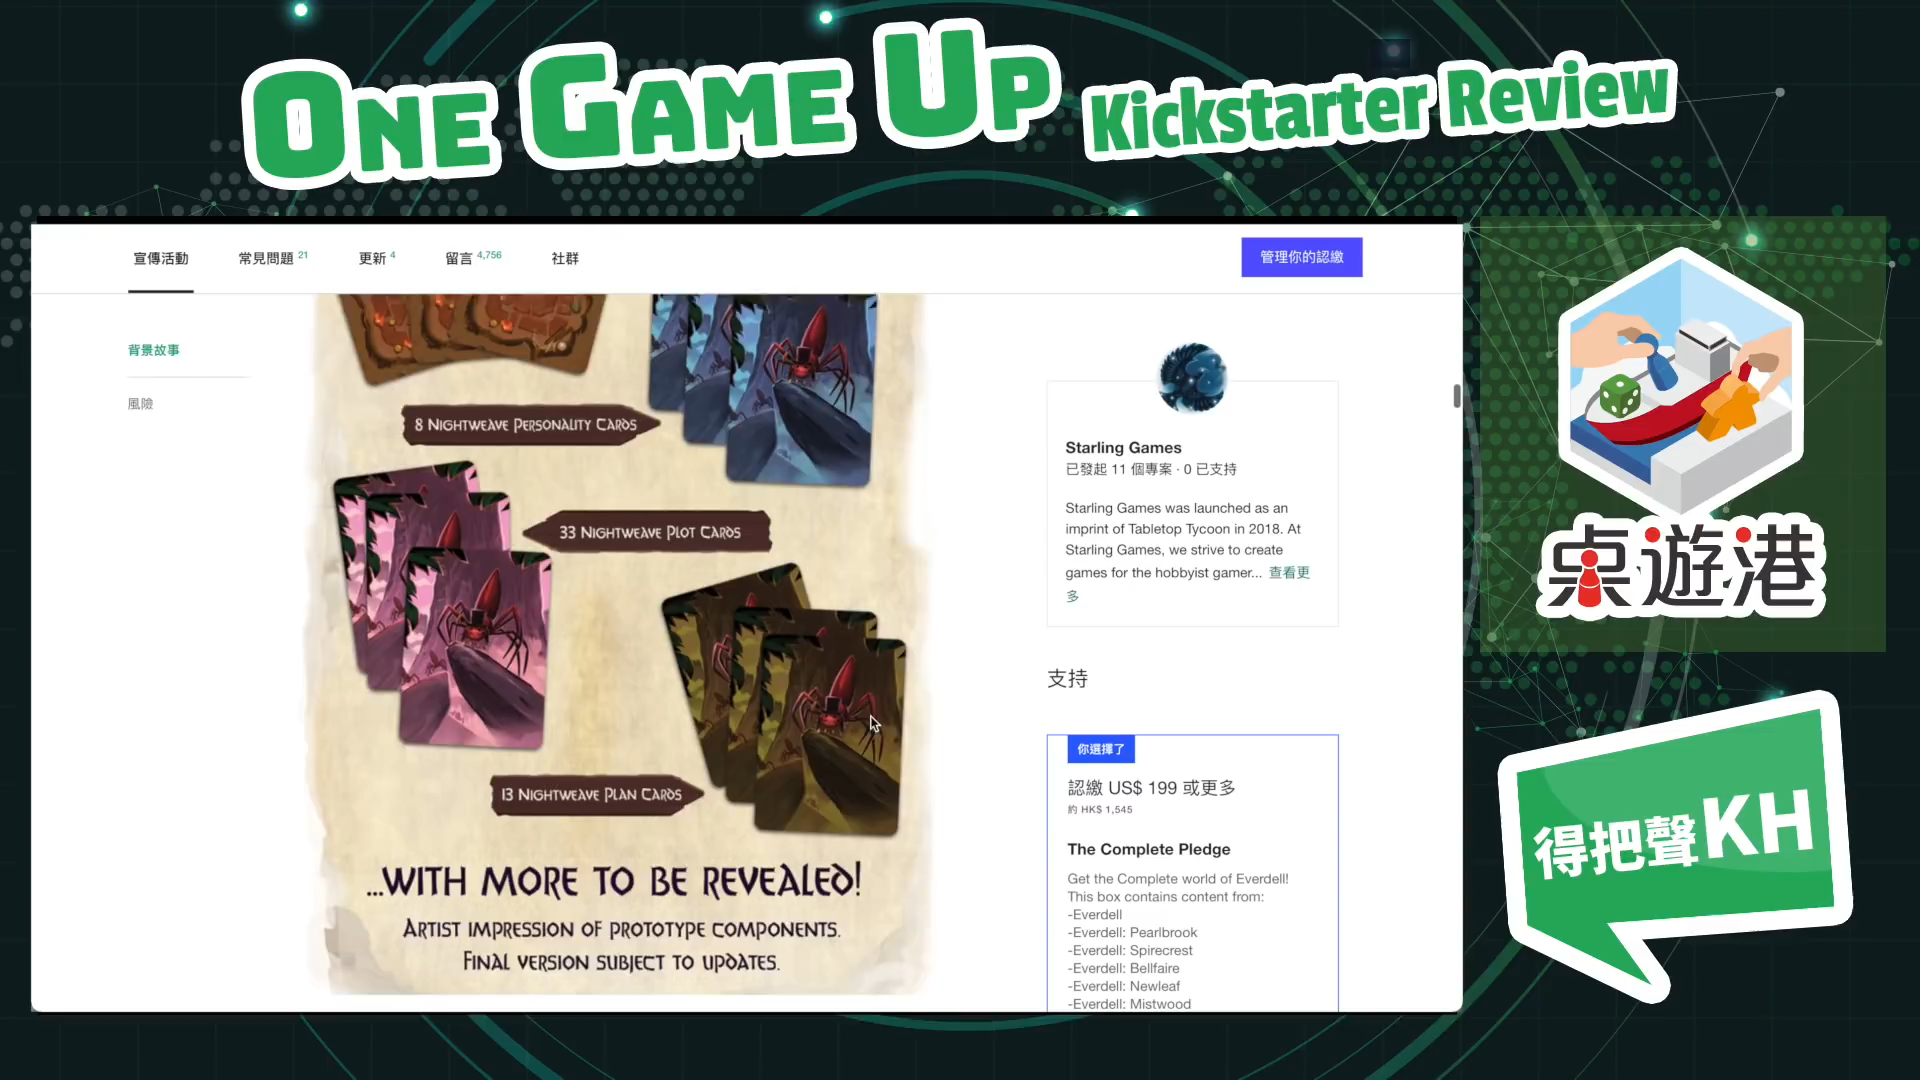 ONE GAME UP Kickstarter Review
宣傳活動 常見問題 21 更新 4 留言 4,756 社群
管理你的認繳
背景故事
風險
8 NIGHTWEAVE PERSONALITY CARDS
33 NIGHTWEAVE PLOT CARDS
13 NIGHTWEAVE PLAN CARDS
...WITH MORE TO BE REVEALED!
ARTIST IMPRESSION OF PROTOTYPE COMPONENTS.
FINAL VERSION SUBJECT TO UPDATES.
Starling Games
已發起 11 個專案 · 0 已支持
Starling Games was launched as an
imprint of Tabletop Tycoon in 2018. At
Starling Games, we strive to create
games for the hobbyist gamer... 查看更
多
支持
你選擇了
認繳 US$ 199 或更多
約 HK$ 1,545
The Complete Pledge
Get the Complete world of Everdell!
This box contains content from:
-Everdell
-Everdell: Pearlbrook
-Everdell: Spirecrest
-Everdell: Bellfaire
-Everdell: Newleaf
-Everdell: Mistwood
桌遊港
得把聲KH